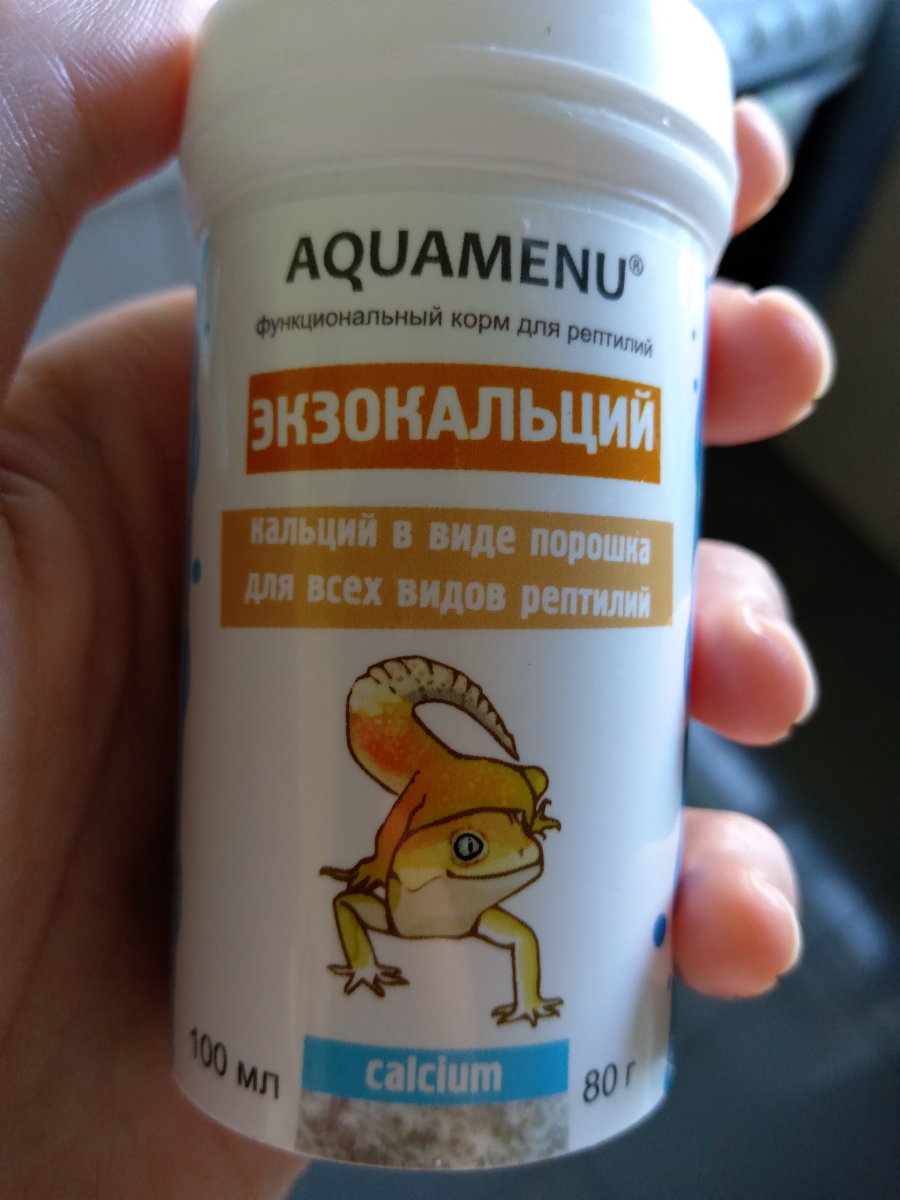 AQUAMENU®
функциональный корм для рептилий
ЭКЗОКАЛЬЦИЙ
кальций в виде порошка
для всех видов рептилий
100 мл
calcium
80 г